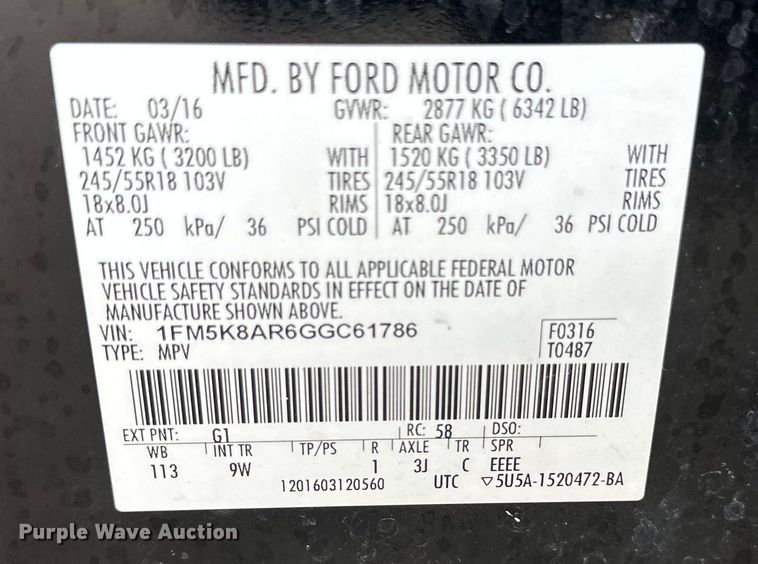 MFD. BY FORD MOTOR CO.
DATE: 03/16 GVWR: 2877 KG ( 6342 LB)
FRONT GAWR: REAR GAWR:
1452 KG ( 3200 LB) WITH 1520 KG ( 3350 LB) WITH
245/55R18 103V TIRES 245/55R18 103V TIRES
18x8.0J RIMS 18x8.0J RIMS
AT 250 kPa/ 36 PSI COLD AT 250 kPa/ 36 PSI COLD
THIS VEHICLE CONFORMS TO ALL APPLICABLE FEDERAL MOTOR
VEHICLE SAFETY STANDARDS IN EFFECT ON THE DATE OF
MANUFACTURE SHOWN ABOVE.
VIN: 1FM5K8AR6GGC61786 F0316
TYPE: MPV T0487
EXT PNT: G1 RC: 58 DSO:
WB INT TR TP/PS R AXLE TR SPR
113 9W 1 3J C EEEE
1201603120560 UTC ▽5U5A-1520472-BA
Purple Wave Auction